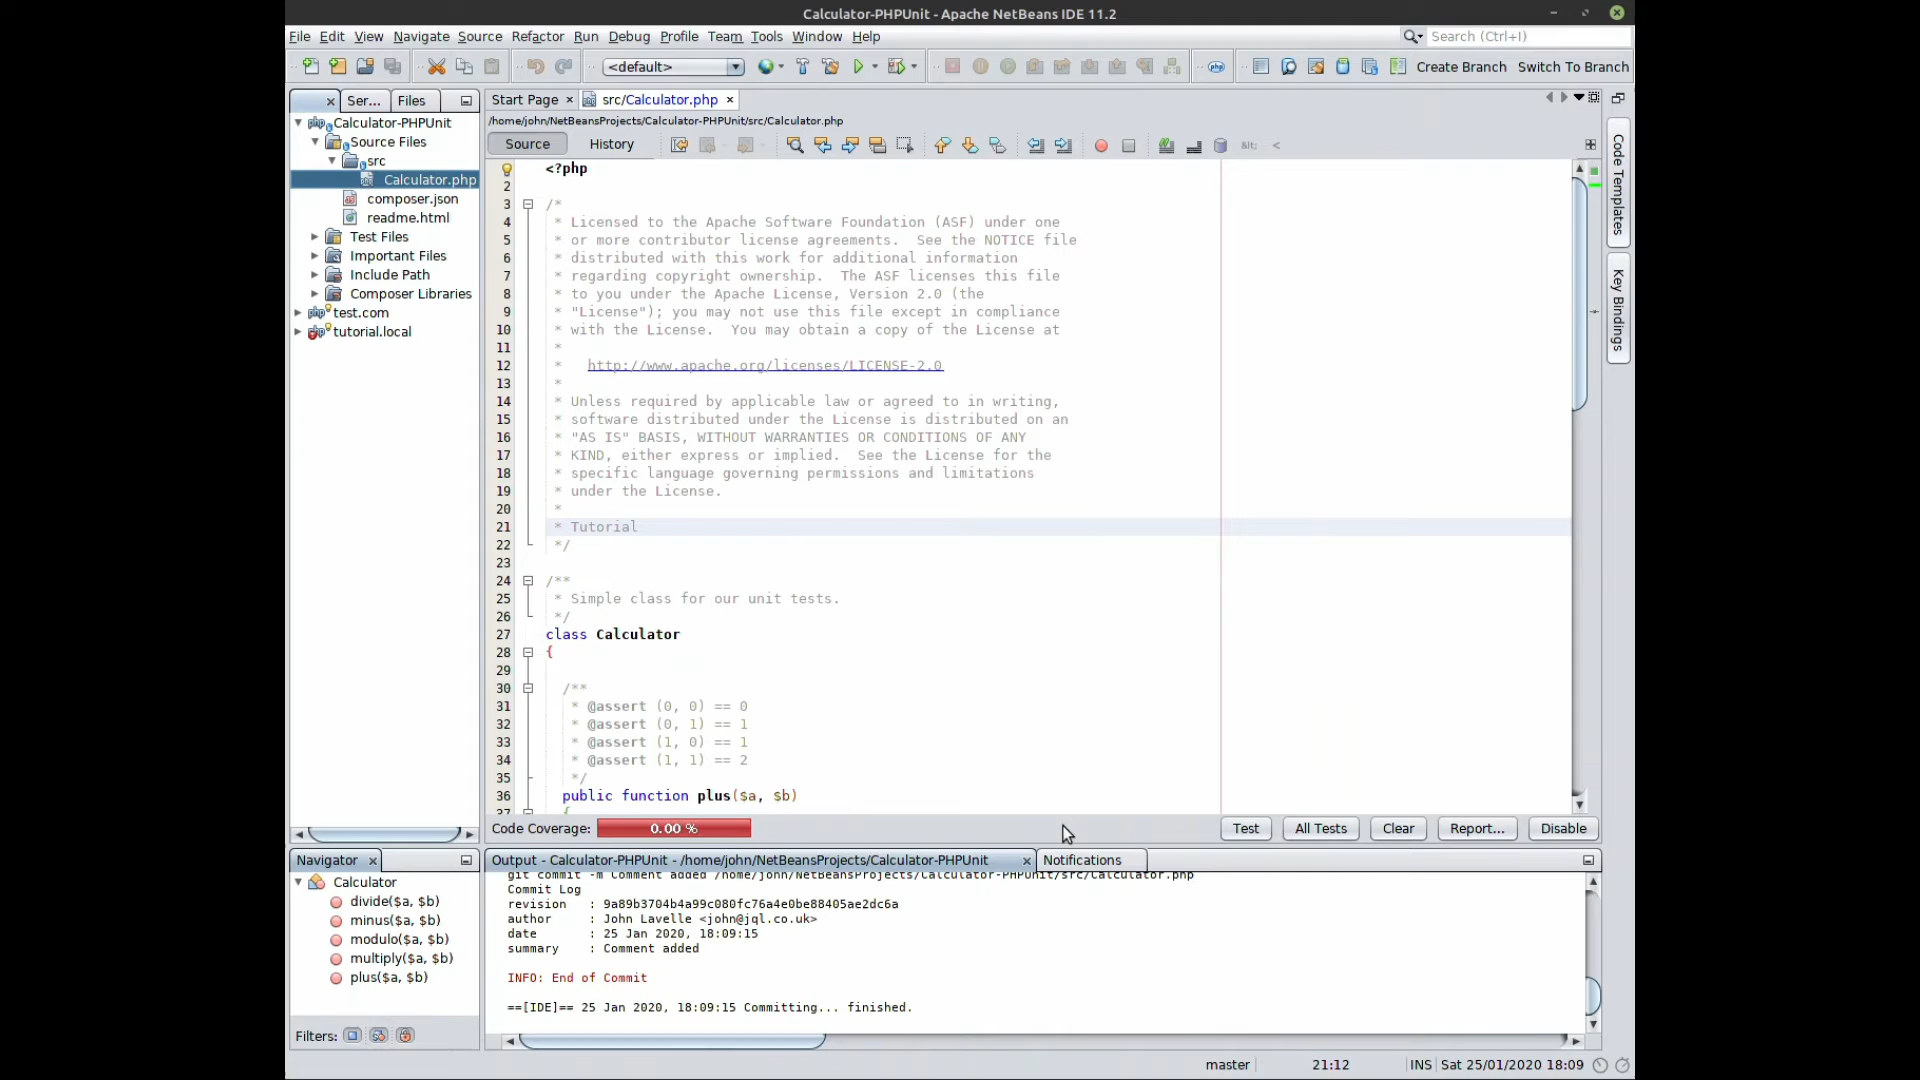 Calculator-PHPUnit - Apache NetBeans IDE 11.2
File Edit View Navigate Source Refactor Run Debug Profile Team Tools Window Help
Search (Ctrl+I)
<default>
php
Create Branch Switch To Branch
Ser... Files
Start Page src/Calculator.php
/home/john/NetBeansProjects/Calculator-PHPUnit/src/Calculator.php
Source History
Calculator-PHPUnit
Source Files
src
Calculator.php
composer.json
readme.html
Test Files
Important Files
Include Path
Composer Libraries
test.com
tutorial.local
<?php
2
3 /*
4 * Licensed to the Apache Software Foundation (ASF) under one
5 * or more contributor license agreements.  See the NOTICE file
6 * distributed with this work for additional information
7 * regarding copyright ownership.  The ASF licenses this file
8 * to you under the Apache License, Version 2.0 (the
9 * "License"); you may not use this file except in compliance
10 * with the License.  You may obtain a copy of the License at
11 *
12 *   http://www.apache.org/licenses/LICENSE-2.0
13 *
14 * Unless required by applicable law or agreed to in writing,
15 * software distributed under the License is distributed on an
16 * "AS IS" BASIS, WITHOUT WARRANTIES OR CONDITIONS OF ANY
17 * KIND, either express or implied.  See the License for the
18 * specific language governing permissions and limitations
19 * under the License.
20 *
21 * Tutorial
22 */
23
24 /**
25 * Simple class for our unit tests.
26 */
27 class Calculator
28 {
29
30 /**
31 * @assert (0, 0) == 0
32 * @assert (0, 1) == 1
33 * @assert (1, 0) == 1
34 * @assert (1, 1) == 2
35 */
36 public function plus($a, $b)
37 {
Code Templates
Key Bindings
Code Coverage: 0.00 % Test All Tests Clear Report... Disable
Navigator
Calculator
divide($a, $b)
minus($a, $b)
modulo($a, $b)
multiply($a, $b)
plus($a, $b)
Filters:
Output - Calculator-PHPUnit - /home/john/NetBeansProjects/Calculator-PHPUnit Notifications
git commit -m Comment added /home/john/NetBeansProjects/Calculator-PHPUnit/src/Calculator.php
Commit Log
revision : 9a89b3704b4a99c080fc76a4e0be88405ae2dc6a
author : John Lavelle <john@jql.co.uk>
date : 25 Jan 2020, 18:09:15
summary : Comment added
INFO: End of Commit
==[IDE]== 25 Jan 2020, 18:09:15 Committing... finished.
master 21:12 INS Sat 25/01/2020 18:09